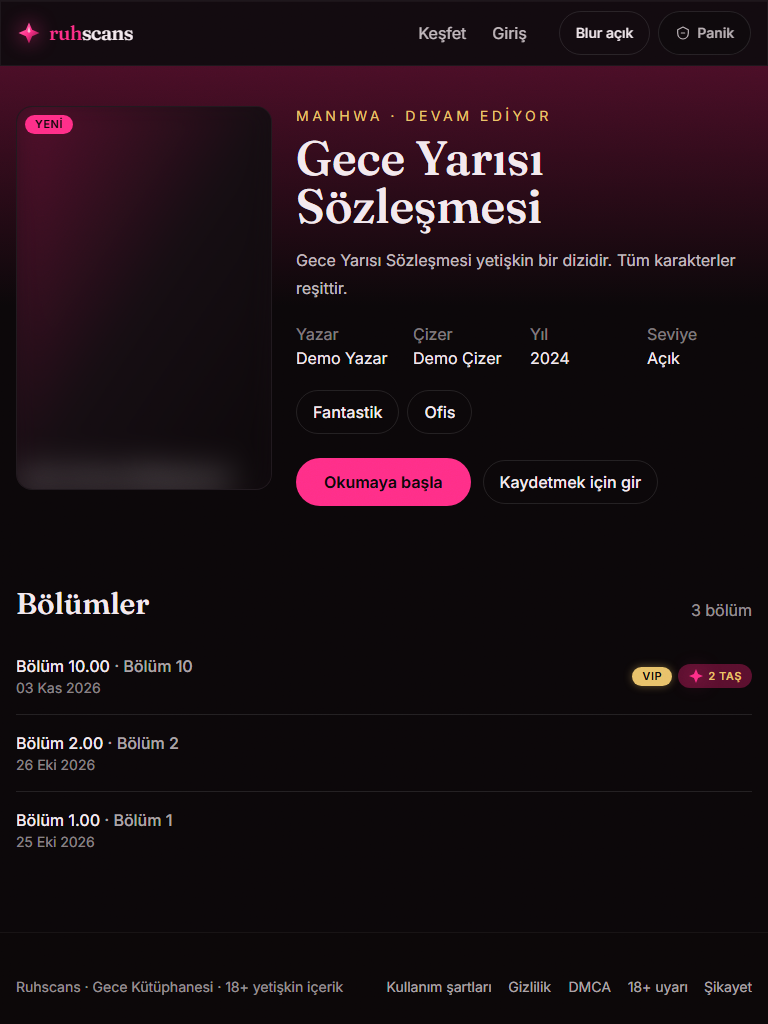 ruhscans
Keşfet
Giriş
Blur açık
Panik
YENİ
MANHWA · DEVAM EDİYOR
Gece Yarısı
Sözleşmesi
Gece Yarısı Sözleşmesi yetişkin bir dizidir. Tüm karakterler
reşittir.
Yazar
Demo Yazar
Çizer
Demo Çizer
Yıl
2024
Seviye
Açık
Fantastik
Ofis
Okumaya başla
Kaydetmek için gir
Bölümler
3 bölüm
Bölüm 10.00 · Bölüm 10
03 Kas 2026
VIP
2 TAŞ
Bölüm 2.00 · Bölüm 2
26 Eki 2026
Bölüm 1.00 · Bölüm 1
25 Eki 2026
Ruhscans · Gece Kütüphanesi · 18+ yetişkin içerik
Kullanım şartları
Gizlilik
DMCA
18+ uyarı
Şikayet